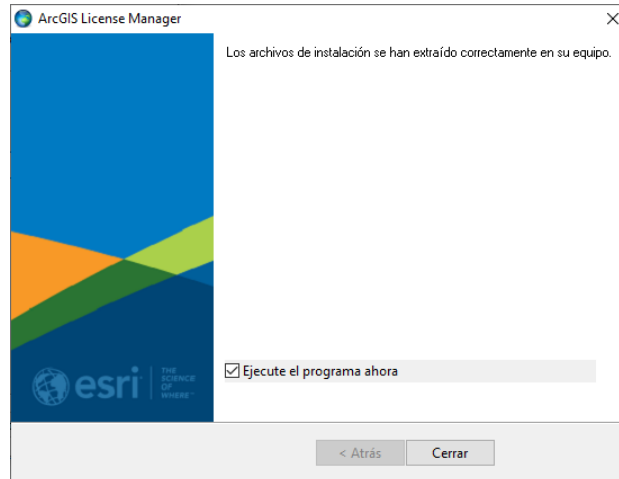 ArcGIS License Manager
Los archivos de instalación se han extraído correctamente en su equipo.
Ejecute el programa ahora
esri
THE
SCIENCE
OF
WHERE™
< Atrás
Cerrar